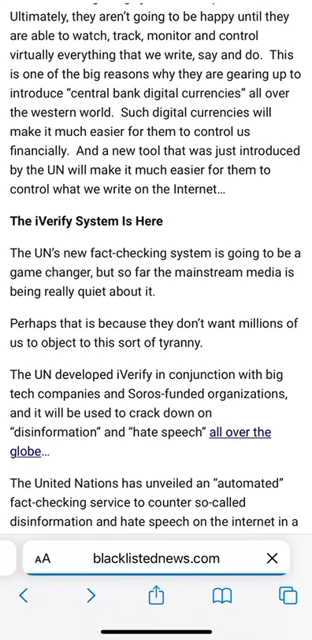 Ultimately, they aren’t going to be happy until they
are able to watch, track, monitor and control
virtually everything that we write, say and do.  This
is one of the big reasons why they are gearing up to
introduce “central bank digital currencies” all over
the western world.  Such digital currencies will
make it much easier for them to control us
financially.  And a new tool that was just introduced
by the UN will make it much easier for them to
control what we write on the Internet…
The iVerify System Is Here
The UN’s new fact-checking system is going to be a
game changer, but so far the mainstream media is
being really quiet about it.
Perhaps that is because they don’t want millions of
us to object to this sort of tyranny.
The UN developed iVerify in conjunction with big
tech companies and Soros-funded organizations,
and it will be used to crack down on
“disinformation” and “hate speech” all over the
globe…
The United Nations has unveiled an “automated”
fact-checking service to counter so-called
disinformation and hate speech on the internet in a
AA blacklistednews.com